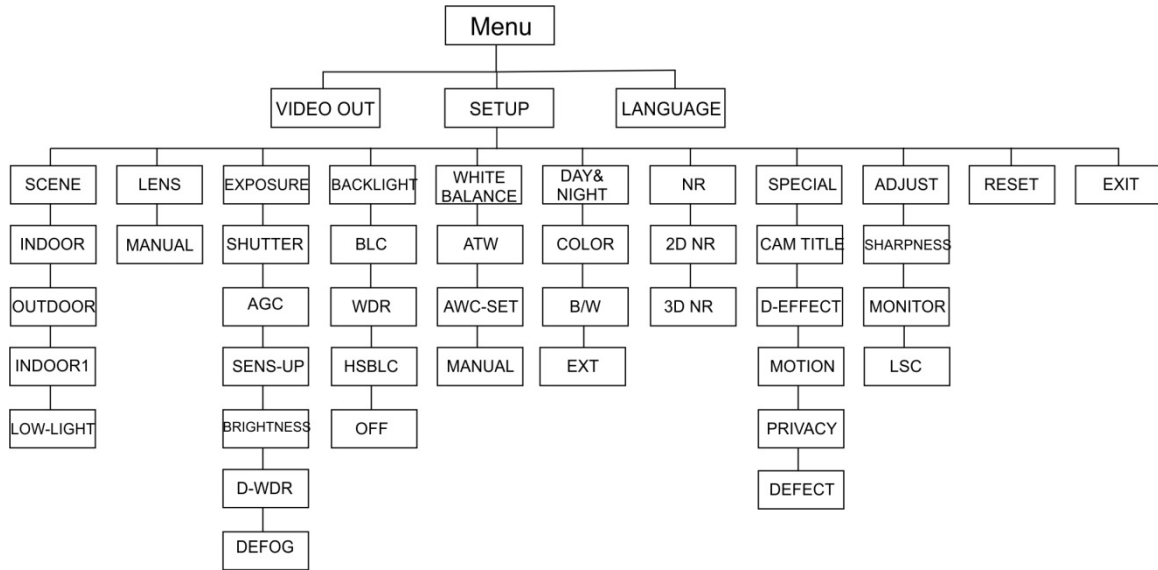 Menu
VIDEO OUT
SETUP
LANGUAGE
SCENE
LENS
EXPOSURE
BACKLIGHT
WHITE
BALANCE
DAY&
NIGHT
NR
SPECIAL
ADJUST
RESET
EXIT
INDOOR
MANUAL
SHUTTER
BLC
ATW
COLOR
2D NR
CAM TITLE
SHARPNESS
OUTDOOR
AGC
WDR
AWC-SET
B/W
3D NR
D-EFFECT
MONITOR
INDOOR1
SENS-UP
HSBLC
MANUAL
EXT
MOTION
LSC
LOW-LIGHT
BRIGHTNESS
OFF
PRIVACY
D-WDR
DEFECT
DEFOG